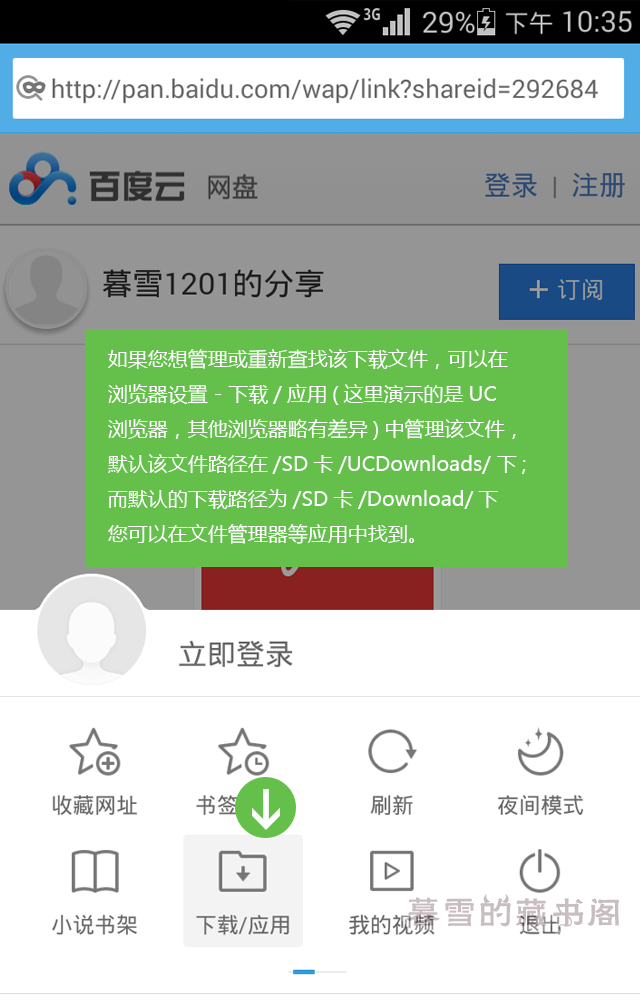 3G 29% 下午 10:35
http://pan.baidu.com/wap/link?shareid=292684
百度云 网盘 登录 | 注册
暮雪1201的分享 + 订阅
如果您想管理或重新查找该下载文件，可以在
浏览器设置 - 下载 / 应用 ( 这里演示的是 UC
浏览器，其他浏览器略有差异 ) 中管理该文件，
默认该文件路径在 /SD 卡 /UCDownloads/ 下；
而默认的下载路径为 /SD 卡 /Download/ 下
您可以在文件管理器等应用中找到。
立即登录
收藏网址 书签 刷新 夜间模式
小说书架 下载/应用 我的视频 退出
暮雪的藏书阁